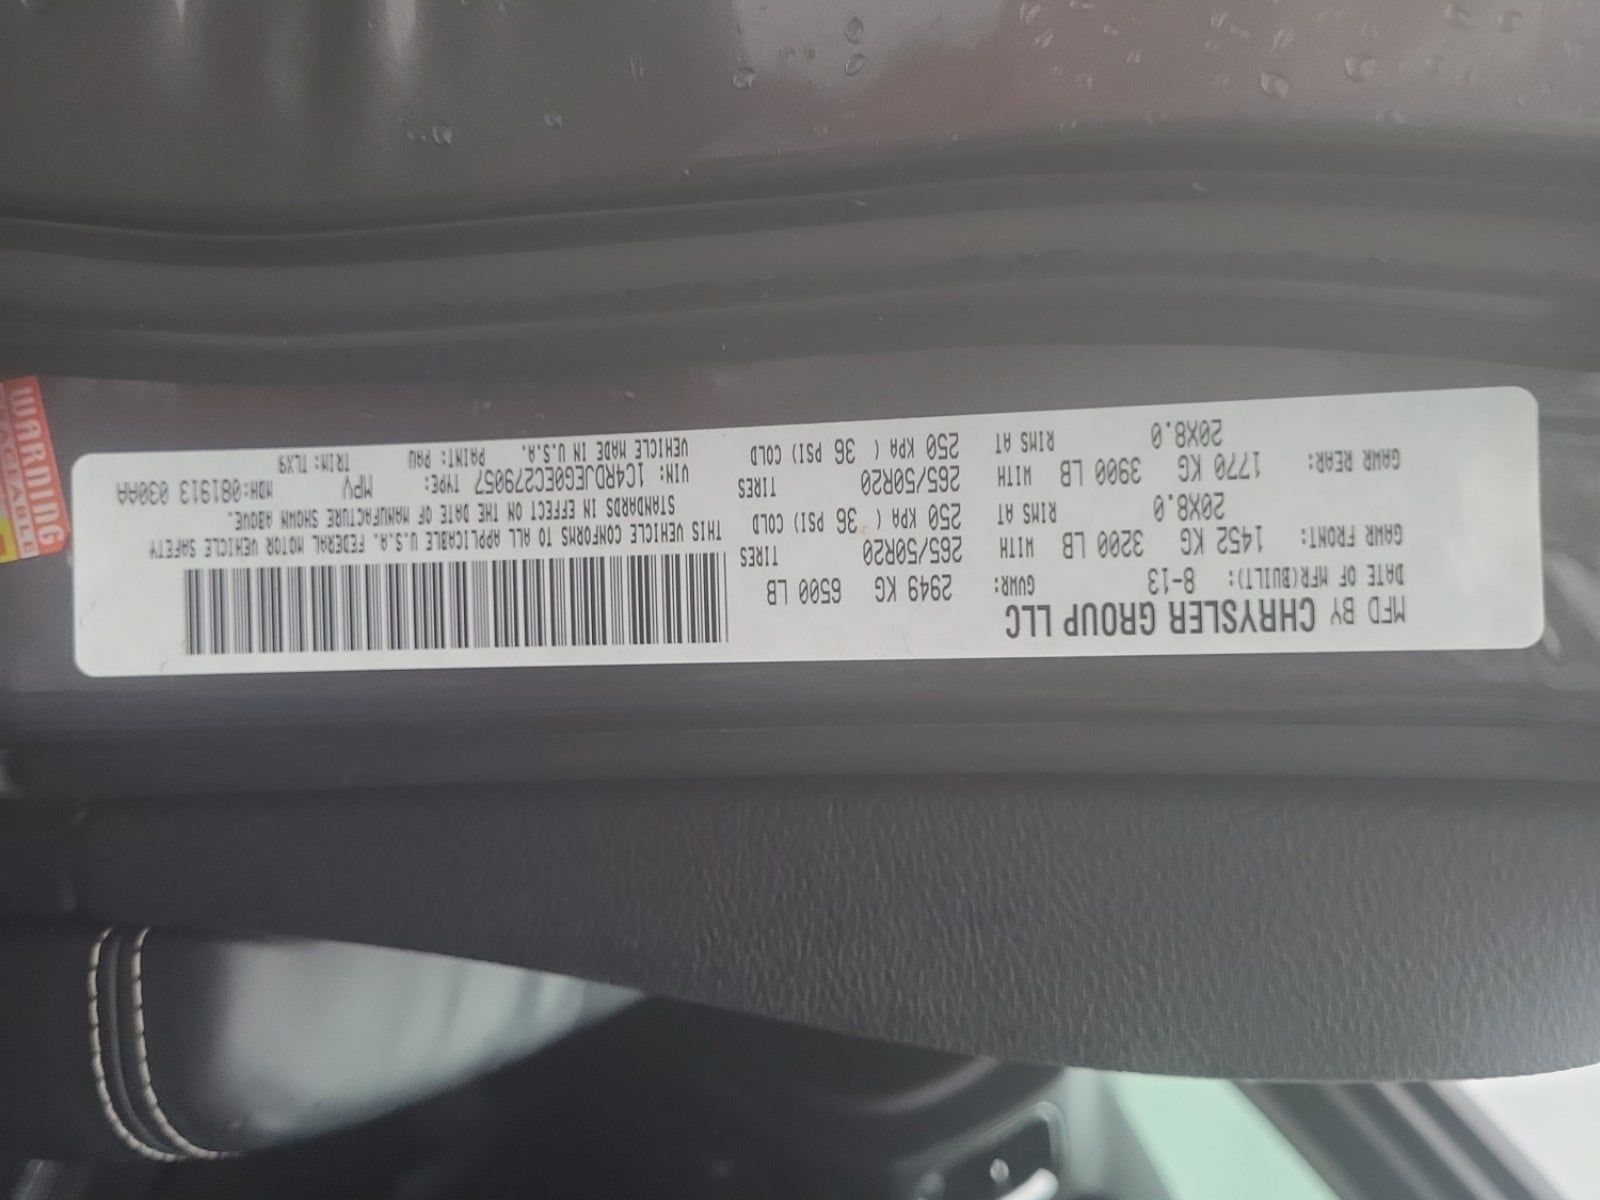 MFD BY CHRYSLER GROUP LLC
DATE OF MFR(BUILT): 8-13 GVWR: 2949 KG 6500 LB
GAWR FRONT: 1452 KG 3200 LB WITH TIRES 265/50R20
20X8.0 RIMS AT 250 KPA ( 36 PSI) COLD
GAWR REAR: 1770 KG 3900 LB WITH TIRES 265/50R20
20X8.0 RIMS AT 250 KPA ( 36 PSI) COLD
THIS VEHICLE CONFORMS TO ALL APPLICABLE U.S.A. FEDERAL MOTOR VEHICLE SAFETY
STANDARDS IN EFFECT ON THE DATE OF MANUFACTURE SHOWN ABOVE.
VIN: 1C4RDJEG0EC279057 TYPE: MPV MDH:081913 030AA
VEHICLE MADE IN U.S.A. PAINT: PAU TRIM: TLX9
WARNING